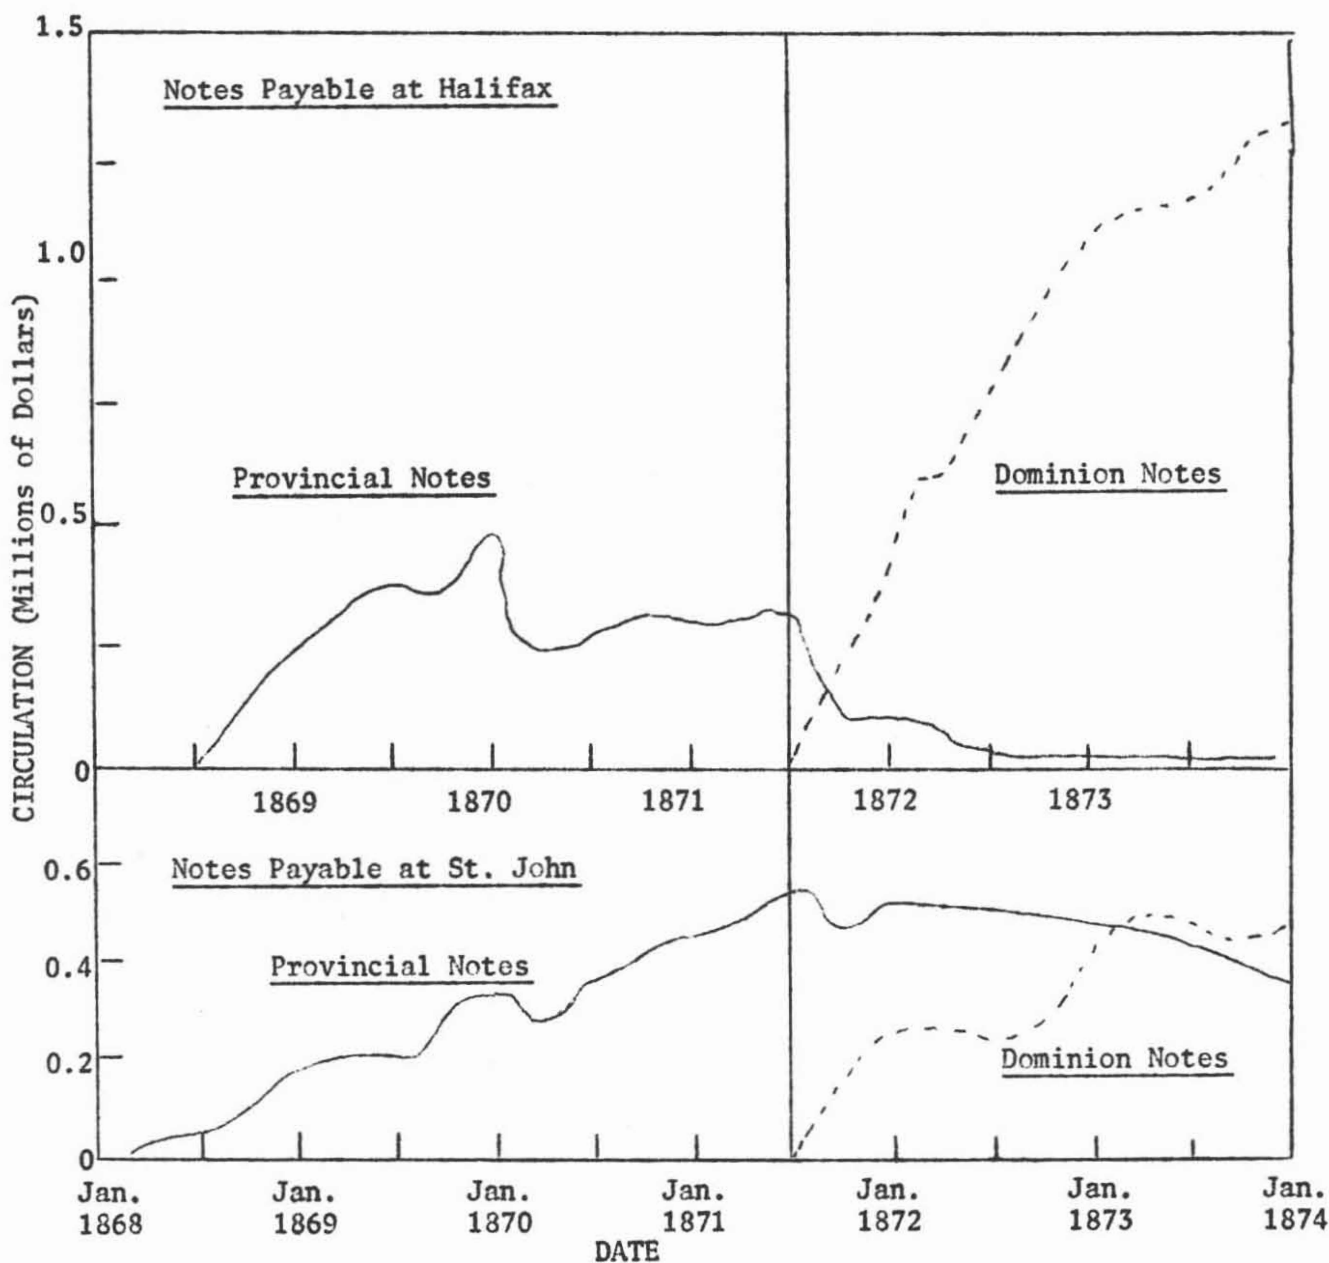 1.5
Notes Payable at Halifax
1.0
CIRCULATION (Millions of Dollars)
Provincial Notes
Dominion Notes
0.5
0
1869 1870 1871 1872 1873
0.6
Notes Payable at St. John
0.4
Provincial Notes
0.2
Dominion Notes
0
Jan. Jan. Jan. Jan. Jan. Jan. Jan.
1868 1869 1870 1871 1872 1873 1874
DATE